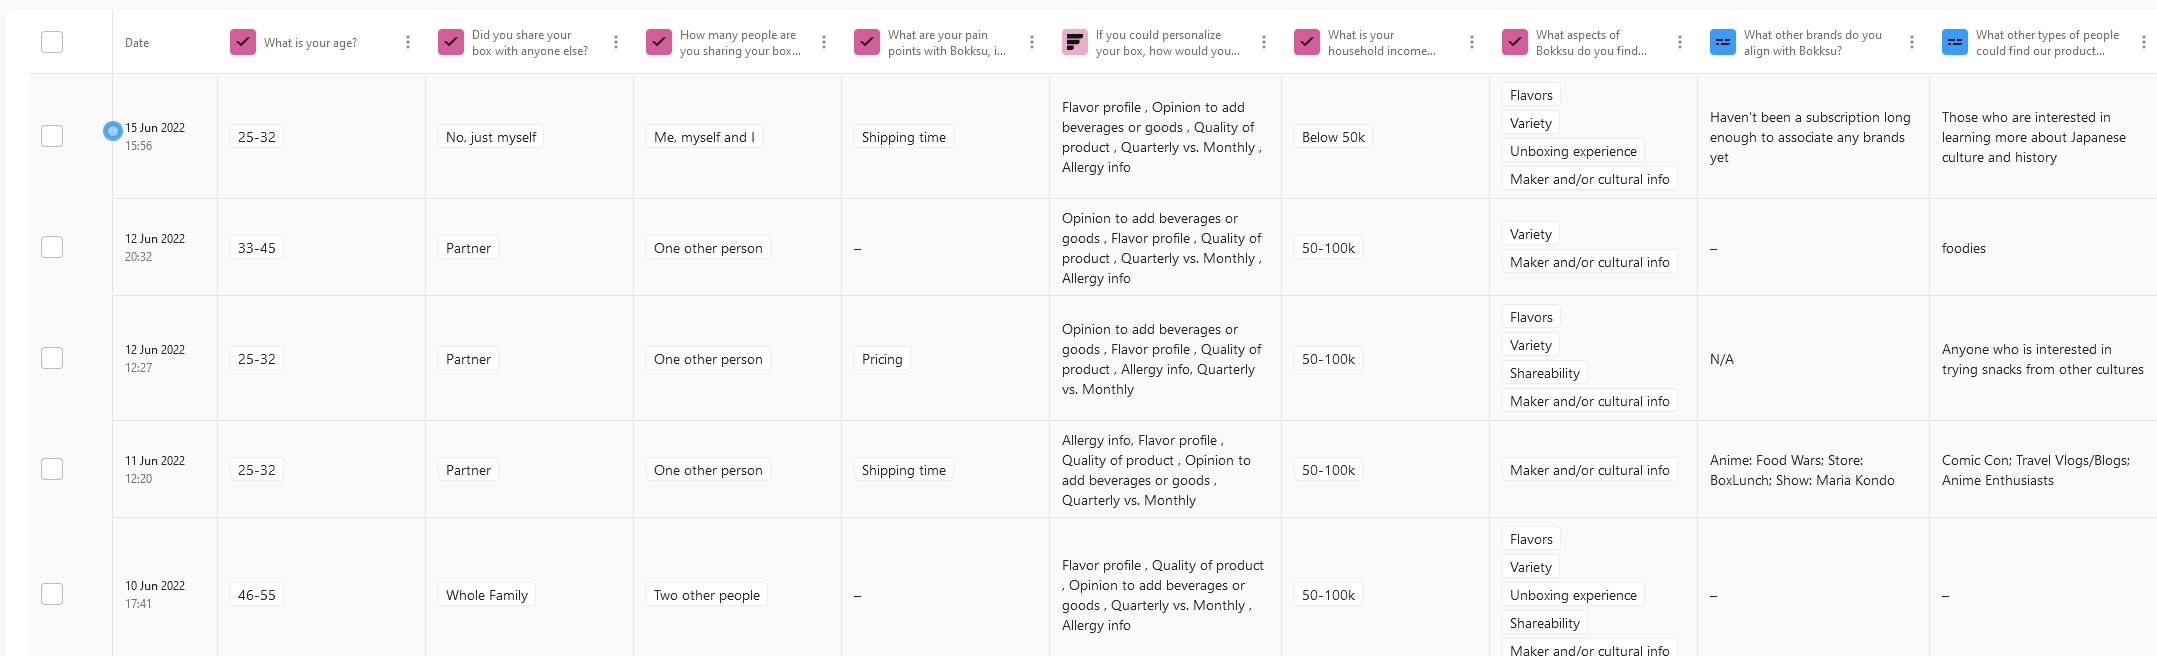 Date
What is your age?
Did you share your
box with anyone else?
How many people are
you sharing your box...
What are your pain
points with Bokksu, i...
If you could personalize
your box, how would you...
What is your
household income...
What aspects of
Bokksu do you find...
What other brands do you
align with Bokksu?
What other types of people
could find our product...
15 Jun 2022
15:56
25-32
No, just myself
Me, myself and I
Shipping time
Flavor profile , Opinion to add
beverages or goods , Quality of
product , Quarterly vs. Monthly ,
Allergy info
Below 50k
Flavors
Variety
Unboxing experience
Maker and/or cultural info
Haven't been a subscription long
enough to associate any brands
yet
Those who are interested in
learning more about Japanese
culture and history
12 Jun 2022
20:32
33-45
Partner
One other person
–
Opinion to add beverages or
goods , Flavor profile , Quality of
product , Quarterly vs. Monthly ,
Allergy info
50-100k
Variety
Maker and/or cultural info
–
foodies
12 Jun 2022
12:27
25-32
Partner
One other person
Pricing
Opinion to add beverages or
goods , Flavor profile , Quality of
product , Allergy info, Quarterly
vs. Monthly
50-100k
Flavors
Variety
Shareability
Maker and/or cultural info
N/A
Anyone who is interested in
trying snacks from other cultures
11 Jun 2022
12:20
25-32
Partner
One other person
Shipping time
Allergy info, Flavor profile ,
Quality of product , Opinion to
add beverages or goods ,
Quarterly vs. Monthly
50-100k
Maker and/or cultural info
Anime: Food Wars; Store:
BoxLunch; Show: Maria Kondo
Comic Con; Travel Vlogs/Blogs;
Anime Enthusiasts
10 Jun 2022
17:41
46-55
Whole Family
Two other people
–
Flavor profile , Quality of product
, Opinion to add beverages or
goods , Quarterly vs. Monthly ,
Allergy info
50-100k
Flavors
Variety
Unboxing experience
Shareability
Maker and/or cultural info
–
–